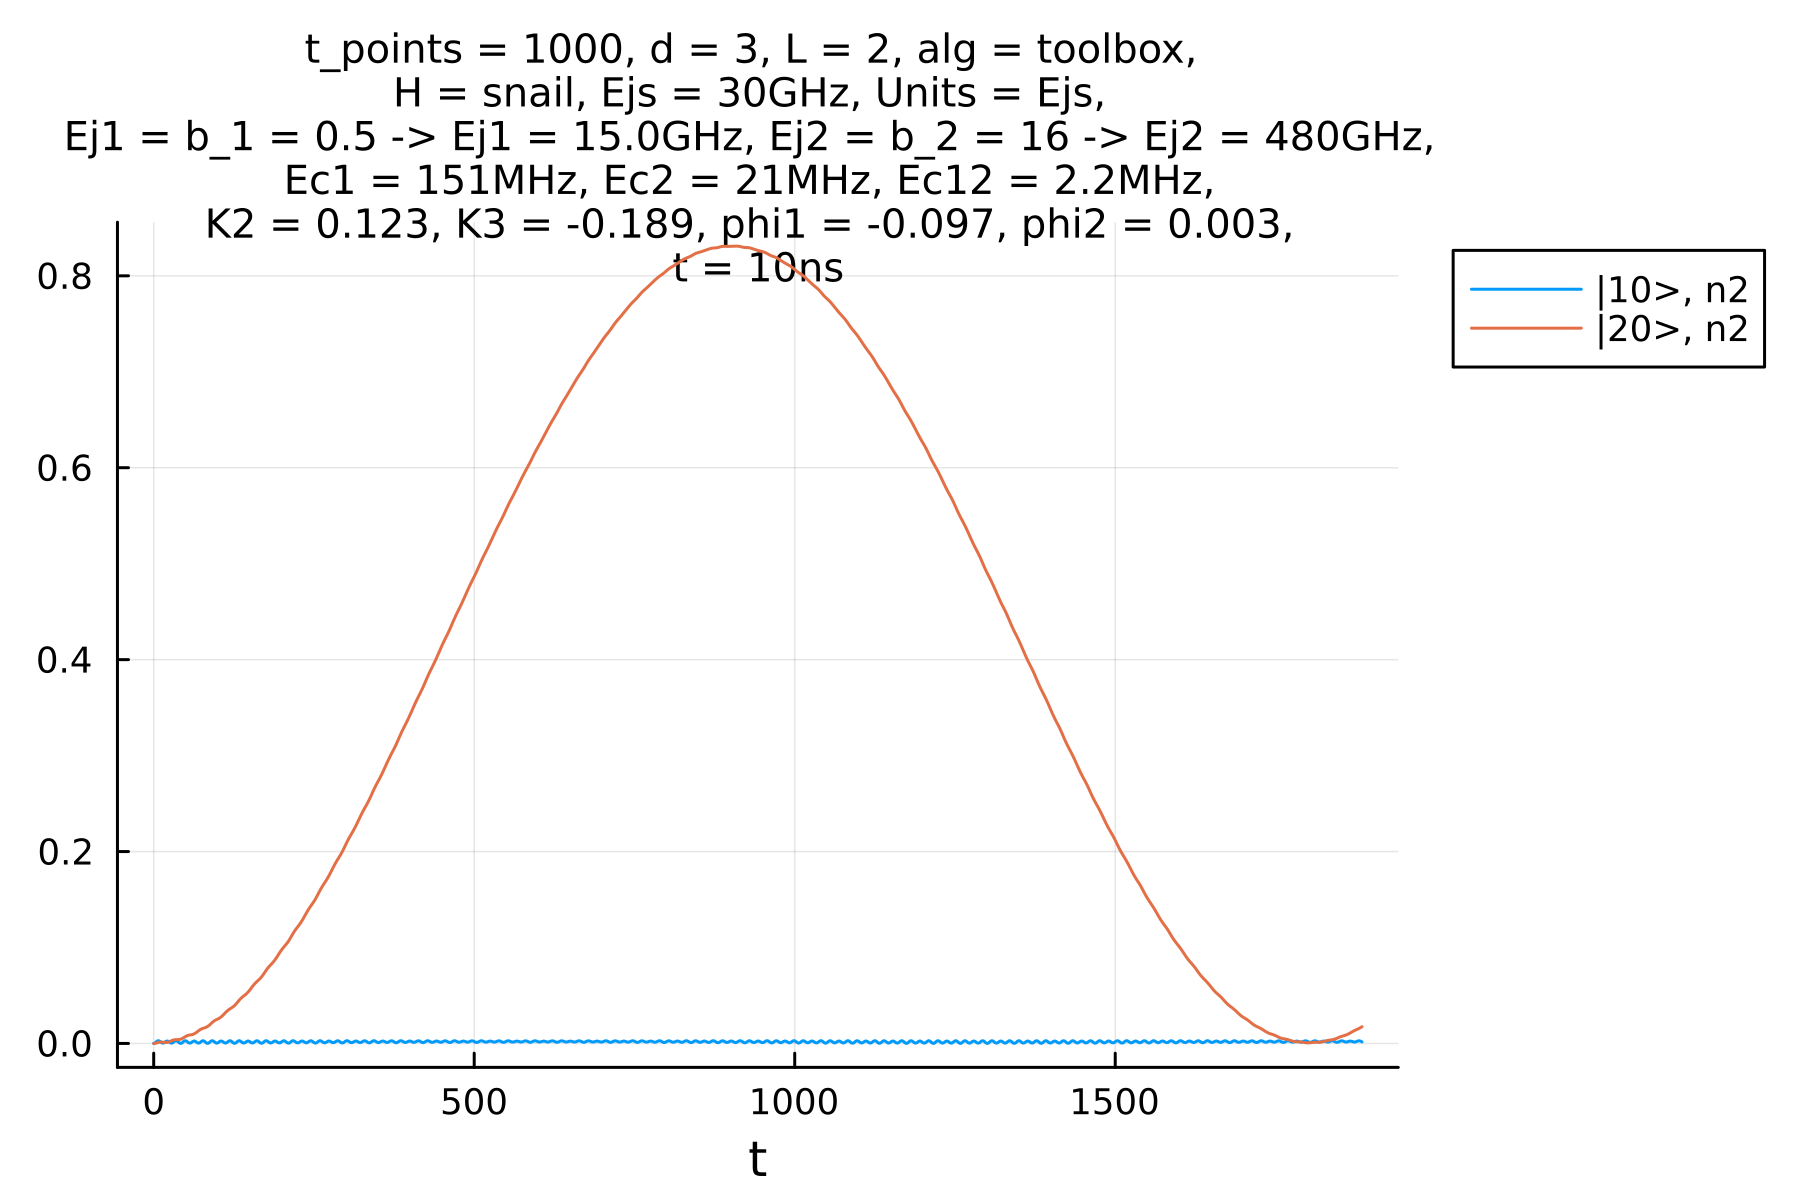 t_points = 1000, d = 3, L = 2, alg = toolbox,
H = snail, Ejs = 30GHz, Units = Ejs,
Ej1 = b_1 = 0.5 -> Ej1 = 15.0GHz, Ej2 = b_2 = 16 -> Ej2 = 480GHz,
Ec1 = 151MHz, Ec2 = 21MHz, Ec12 = 2.2MHz,
K2 = 0.123, K3 = -0.189, phi1 = -0.097, phi2 = 0.003,
t = 10ns
|10>, n2
|20>, n2
0.8
0.6
0.4
0.2
0.0
0 500 1000 1500
t